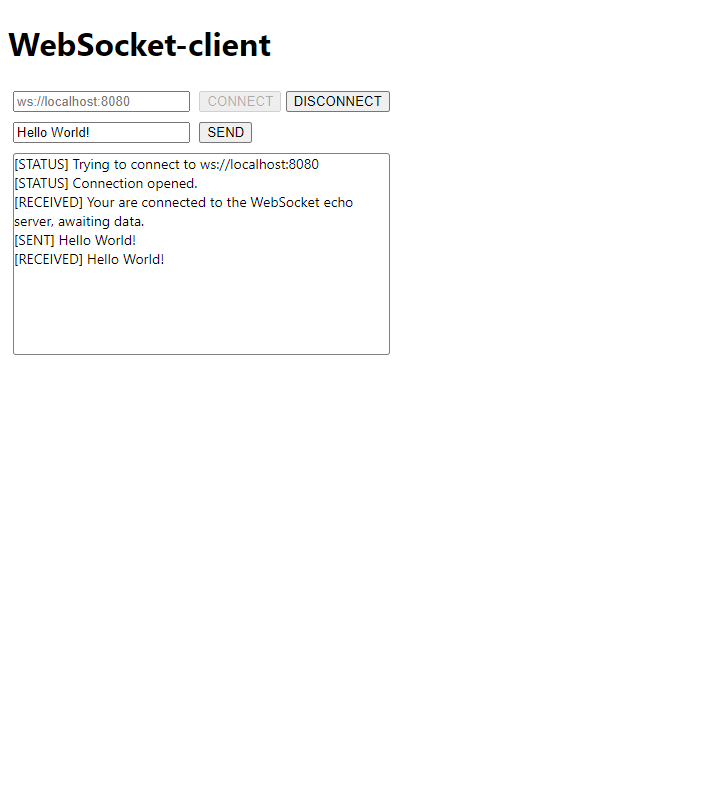 WebSocket-client
ws://localhost:8080 CONNECT DISCONNECT
Hello World! SEND
[STATUS] Trying to connect to ws://localhost:8080
[STATUS] Connection opened.
[RECEIVED] Your are connected to the WebSocket echo
server, awaiting data.
[SENT] Hello World!
[RECEIVED] Hello World!